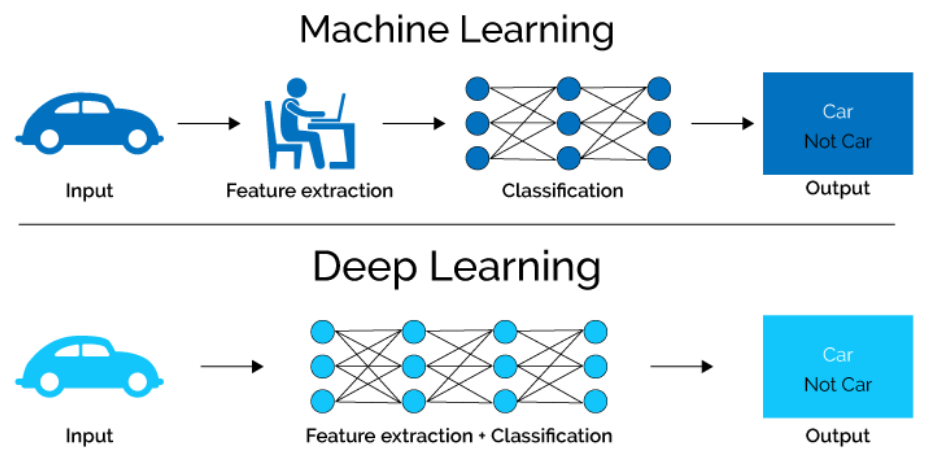 Machine Learning
Car
Not Car
Input
Feature extraction
Classification
Output
Deep Learning
Car
Not Car
Input
Feature extraction + Classification
Output